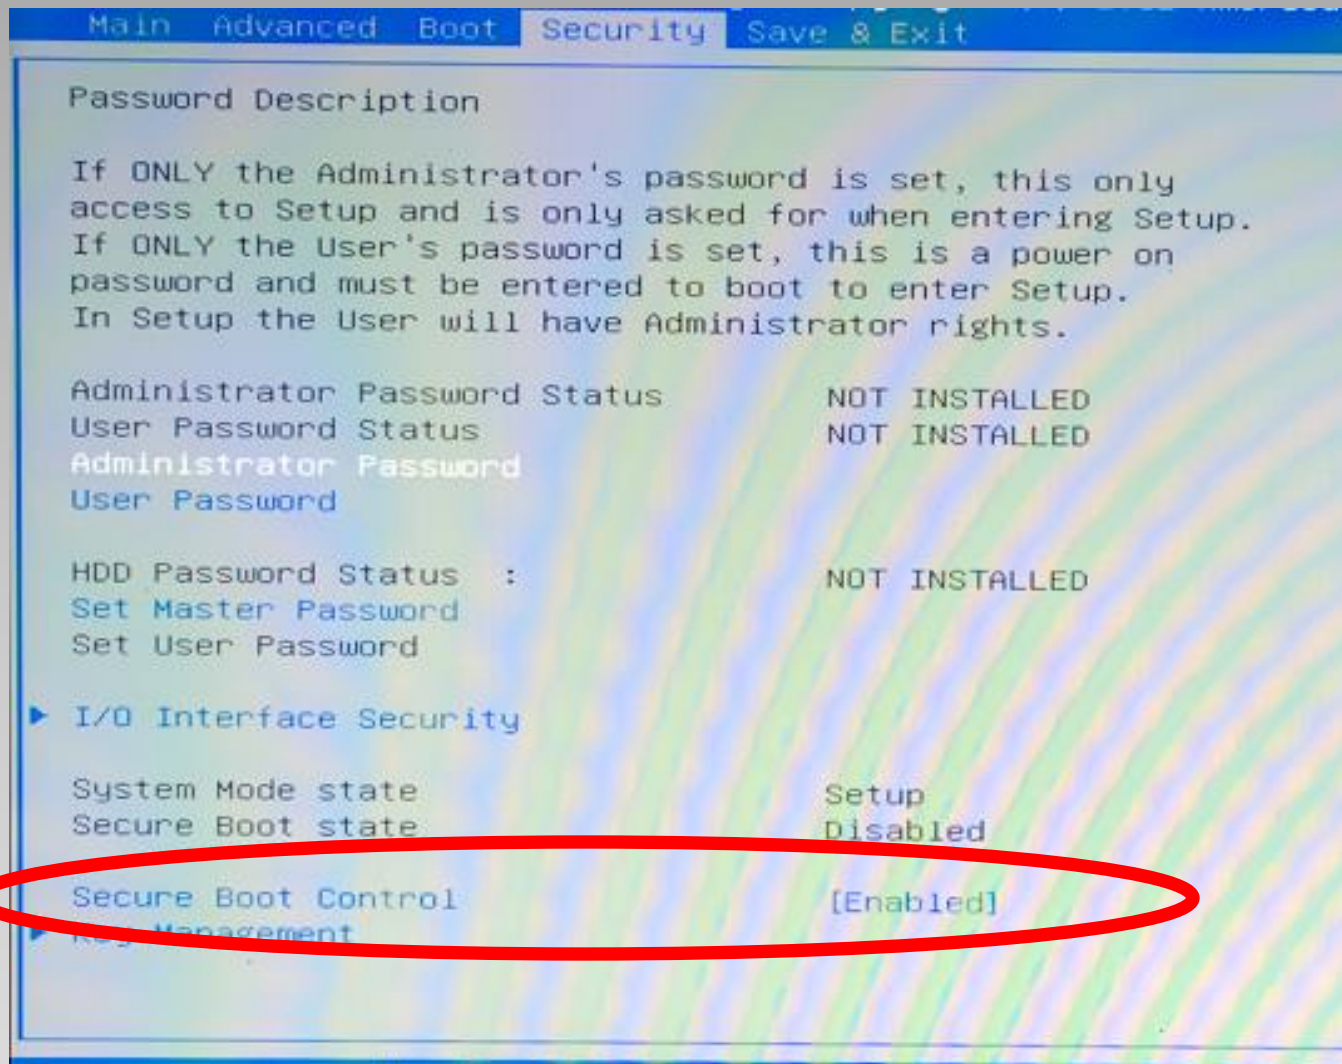 Main Advanced Boot Security Save & Exit
Password Description
If ONLY the Administrator's password is set, this only
access to Setup and is only asked for when entering Setup.
If ONLY the User's password is set, this is a power on
password and must be entered to boot to enter Setup.
In Setup the User will have Administrator rights.
Administrator Password Status NOT INSTALLED
User Password Status NOT INSTALLED
Administrator Password
User Password
HDD Password Status : NOT INSTALLED
Set Master Password
Set User Password
I/O Interface Security
System Mode state Setup
Secure Boot state Disabled
Secure Boot Control [Enabled]
Key Management